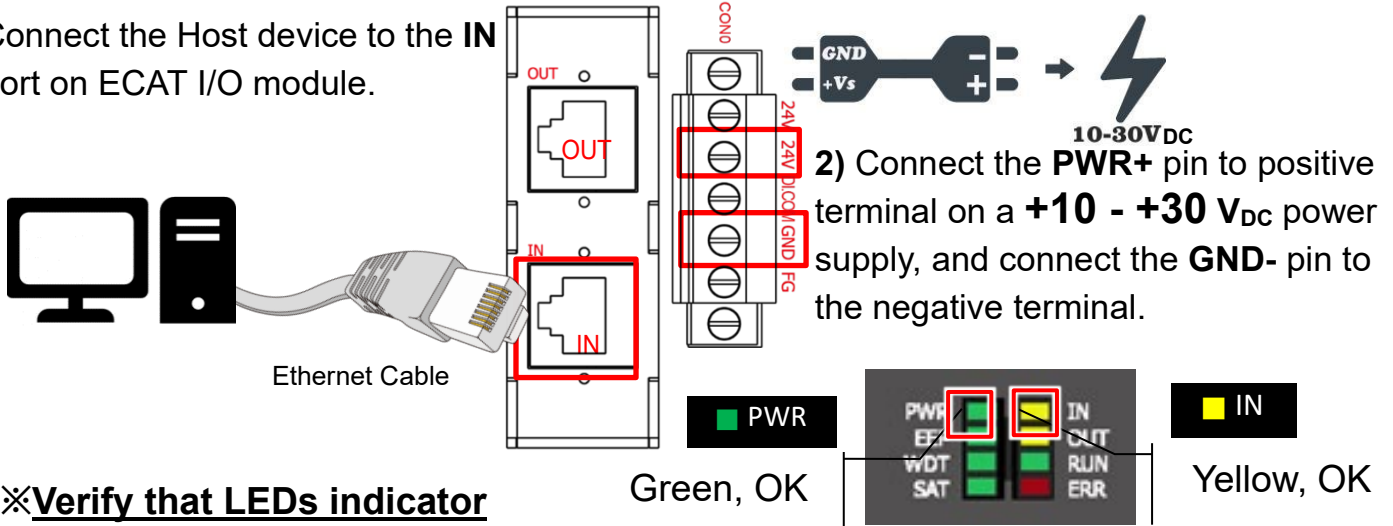 onnect the Host device to the IN
ort on ECAT I/O module.
OUT
OUT
IN
IN
Ethernet Cable
CON0
24V
24V
DI.COM
GND
FG
GND
+Vs
-
+
10-30VDC
2) Connect the PWR+ pin to positive
terminal on a +10 - +30 VDC power
supply, and connect the GND- pin to
the negative terminal.
PWR
Green, OK
PWR
IN
OUT
WDT
RUN
SAT
ERR
IN
Yellow, OK
※Verify that LEDs indicator